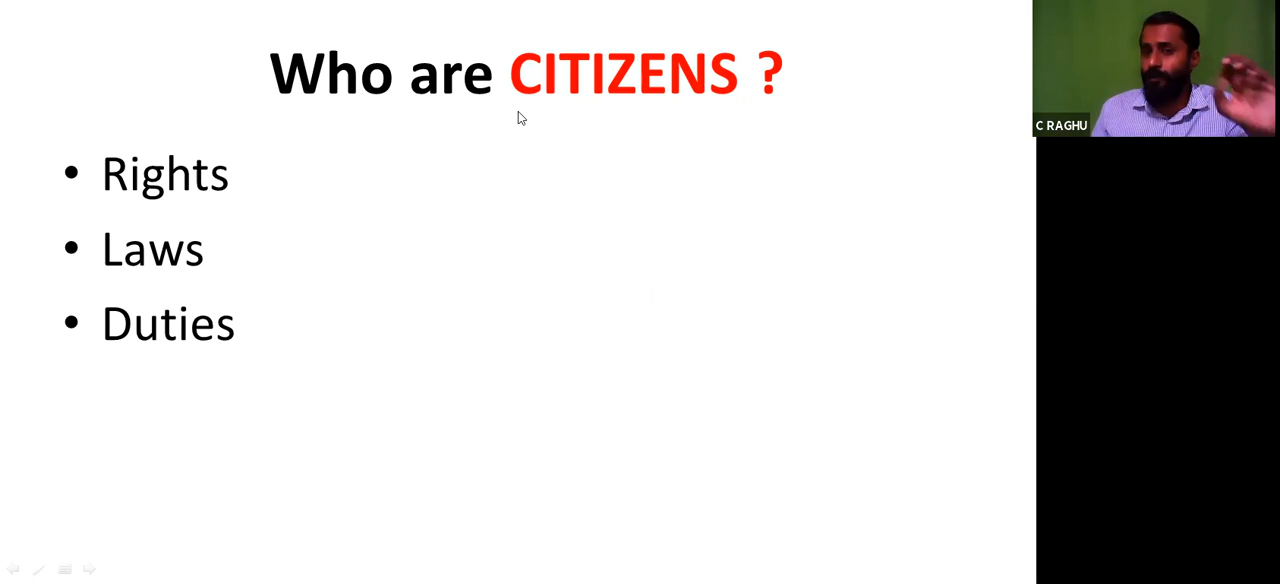 Who are CITIZENS ?
• Rights
• Laws
• Duties
C RAGHU